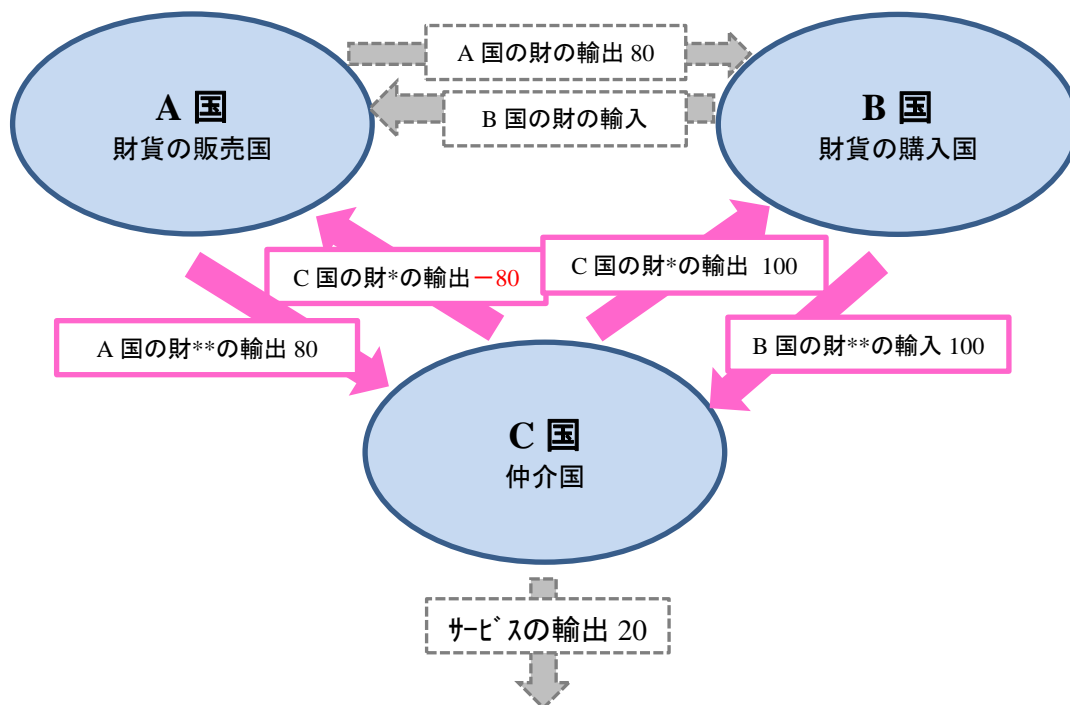 A 国の財の輸出 80
B 国の財の輸入
A 国
財貨の販売国
B 国
財貨の購入国
C 国の財*の輸出－80
C 国の財*の輸出 100
A 国の財**の輸出 80
B 国の財**の輸入 100
C 国
仲介国
ｻｰﾋﾞｽの輸出 20